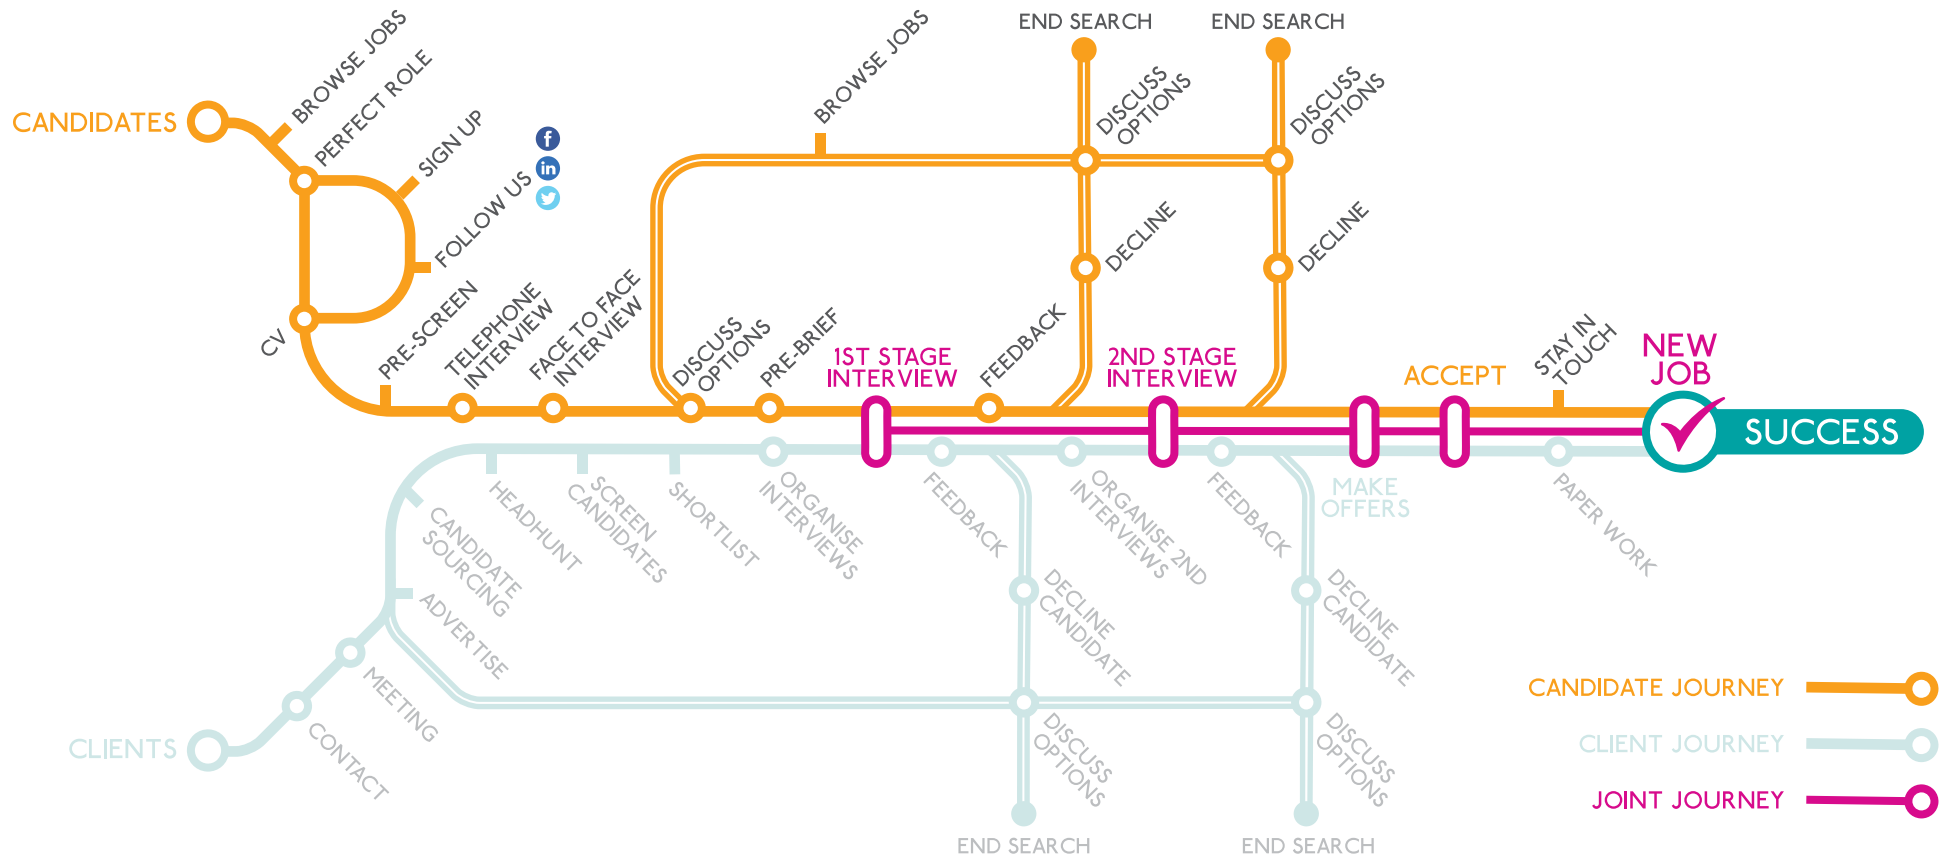 END SEARCH
END SEARCH
BROWSE JOBS
PERFECT ROLE
CANDIDATES
SIGN UP
FOLLOW US
f
in
BROWSE JOBS
DISCUSS
OPTIONS
DISCUSS
OPTIONS
DECLINE
DECLINE
CV
PRE-SCREEN
TELEPHONE
INTERVIEW
FACE TO FACE
INTERVIEW
DISCUSS
OPTIONS
PRE-BRIEF
1ST STAGE
INTERVIEW
FEEDBACK
2ND STAGE
INTERVIEW
ACCEPT
STAY IN
TOUCH
NEW
JOB
SUCCESS
CANDIDATE
SOURCING
HEADHUNT
SCREEN
CANDIDATES
SHORTLIST
ORGANISE
INTERVIEWS
FEEDBACK
ORGANISE 2ND
INTERVIEWS
FEEDBACK
MAKE
OFFERS
PAPER WORK
ADVERTISE
MEETING
CONTACT
CLIENTS
DECLINE
CANDIDATE
DECLINE
CANDIDATE
DISCUSS
OPTIONS
DISCUSS
OPTIONS
END SEARCH
END SEARCH
CANDIDATE JOURNEY
CLIENT JOURNEY
JOINT JOURNEY